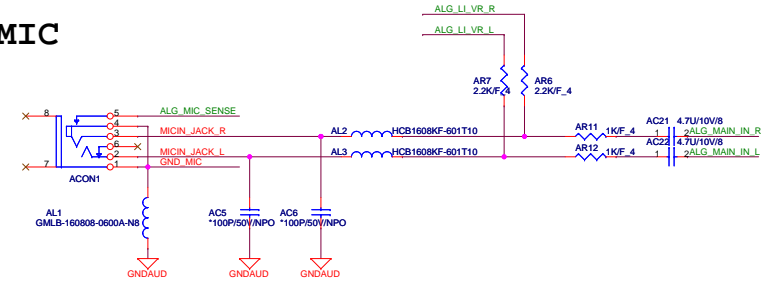 ALG_LI_VR_R
MIC
ALG_LI_VR_L
AR7
2.2K/F_4
AR6
2.2K/F_4
8
5
ALG_MIC_SENSE
4
3
MICIN_JACK_R
AL2
HCB1608KF-601T10
AR11
1K/F_4
AC21
4.7U/10V/8
1
2
ALG_MAIN_IN_R
6
2
MICIN_JACK_L
AL3
HCB1608KF-601T10
AR12
1K/F_4
AC22
4.7U/10V/8
1
2
ALG_MAIN_IN_L
7
1
GND_MIC
ACON1
AL1
GMLB-160808-0600A-N8
AC5
*100P/50V/NPO
AC6
*100P/50V/NPO
GNDAUD
GNDAUD
GNDAUD